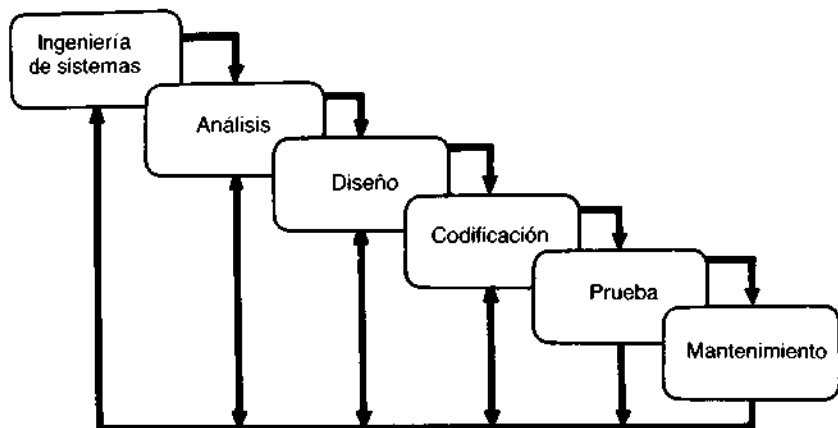 Ingeniería
de sistemas
Análisis
Diseño
Codificación
Prueba
Mantenimiento